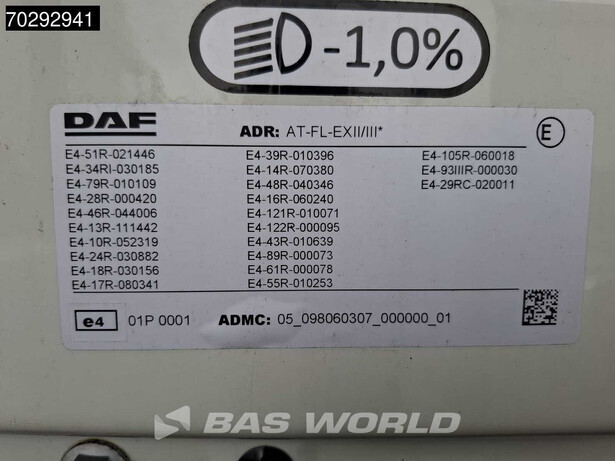 70292941
-1,0%
DAF
ADR: AT-FL-EXII/III*
E
E4-51R-021446
E4-34RI-030185
E4-79R-010109
E4-28R-000420
E4-46R-044006
E4-13R-111442
E4-10R-052319
E4-24R-030882
E4-18R-030156
E4-17R-080341
E4-39R-010396
E4-14R-070380
E4-48R-040346
E4-16R-060240
E4-121R-010071
E4-122R-000095
E4-43R-010639
E4-89R-000073
E4-61R-000078
E4-55R-010253
E4-105R-060018
E4-93IIIR-000030
E4-29RC-020011
e4 01P 0001 ADMC: 05_098060307_000000_01
BAS WORLD